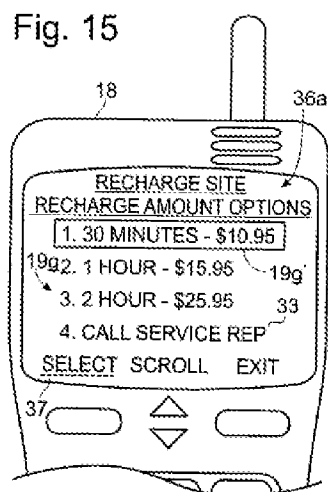 Fig. 15
18
36a
RECHARGE SITE
RECHARGE AMOUNT OPTIONS
1. 30 MINUTES - $10.95
19g 2. 1 HOUR - $15.95 19g'
3. 2 HOUR - $25.95
4. CALL SERVICE REP 33
SELECT SCROLL EXIT
37